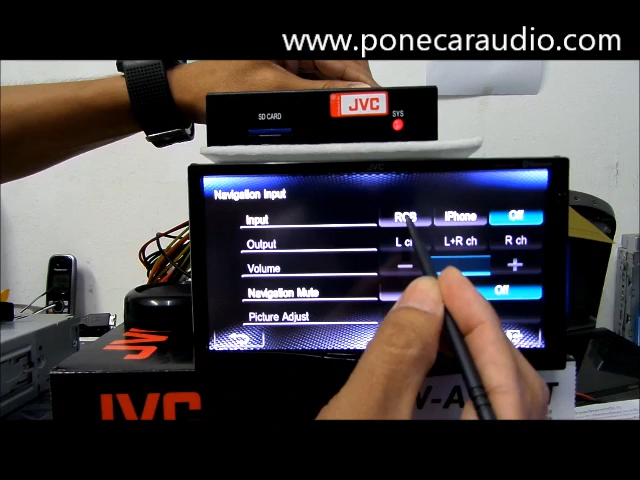 www.ponecaraudio.com
JVC
SD CARD
SYS
JVC
Navigation Input
Input RGB iPhone Off
Output L ch L+R ch R ch
Volume − +
Navigation Mute Off
Picture Adjust
JV
JVC